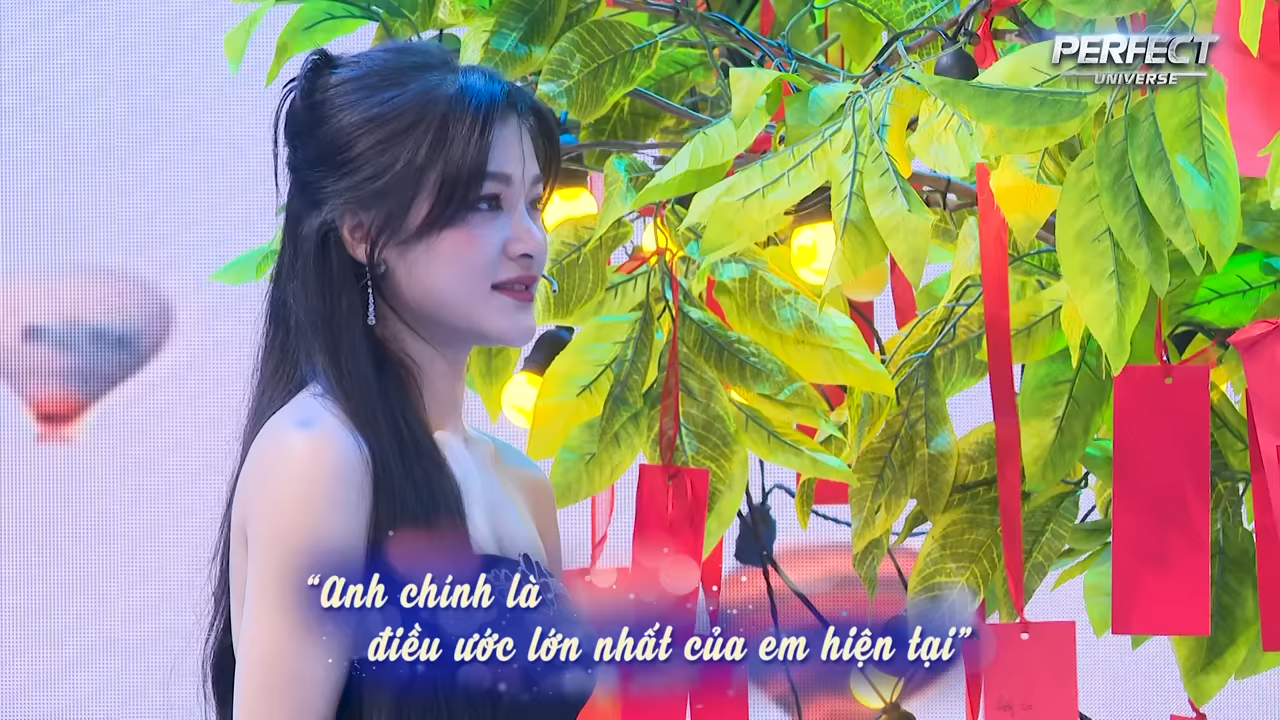 PERFECT
UNIVERSE
“Anh chính là
điều ước lớn nhất của em hiện tại”